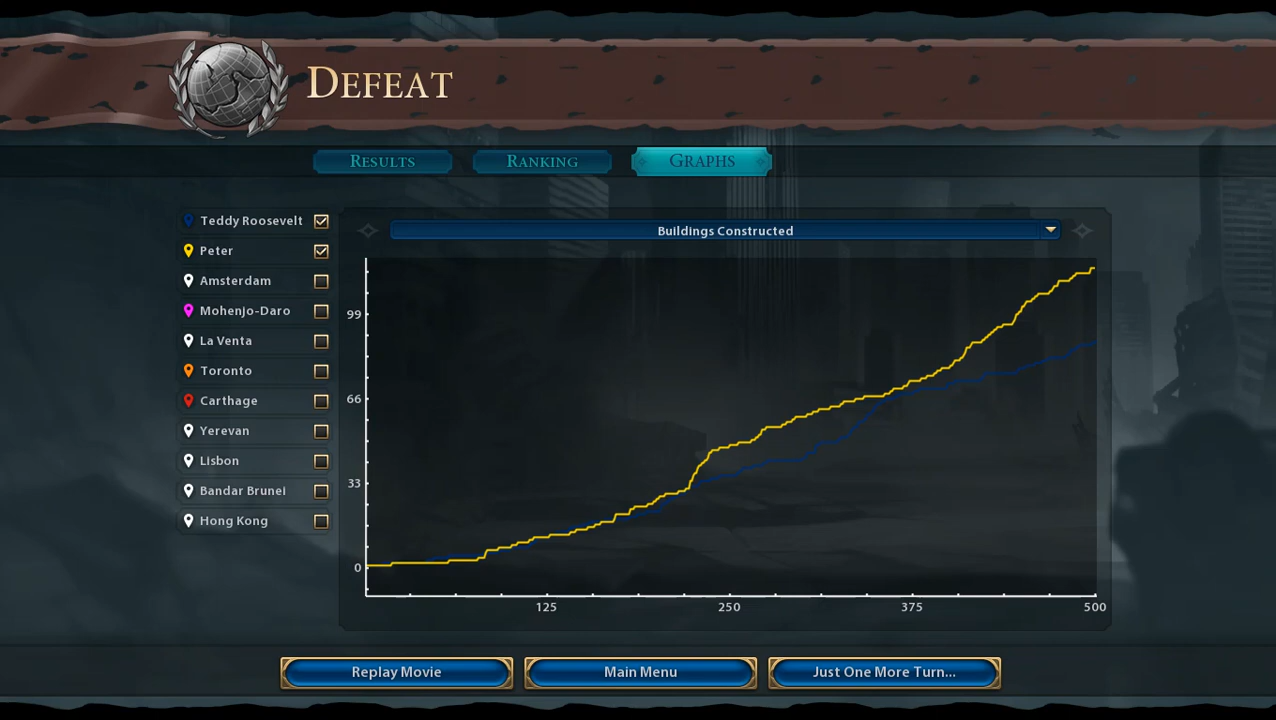 DEFEAT
RESULTS
RANKING
GRAPHS
Teddy Roosevelt
Peter
Amsterdam
Mohenjo-Daro
La Venta
Toronto
Carthage
Yerevan
Lisbon
Bandar Brunei
Hong Kong
Buildings Constructed
99
66
33
0
125
250
375
500
Replay Movie
Main Menu
Just One More Turn...